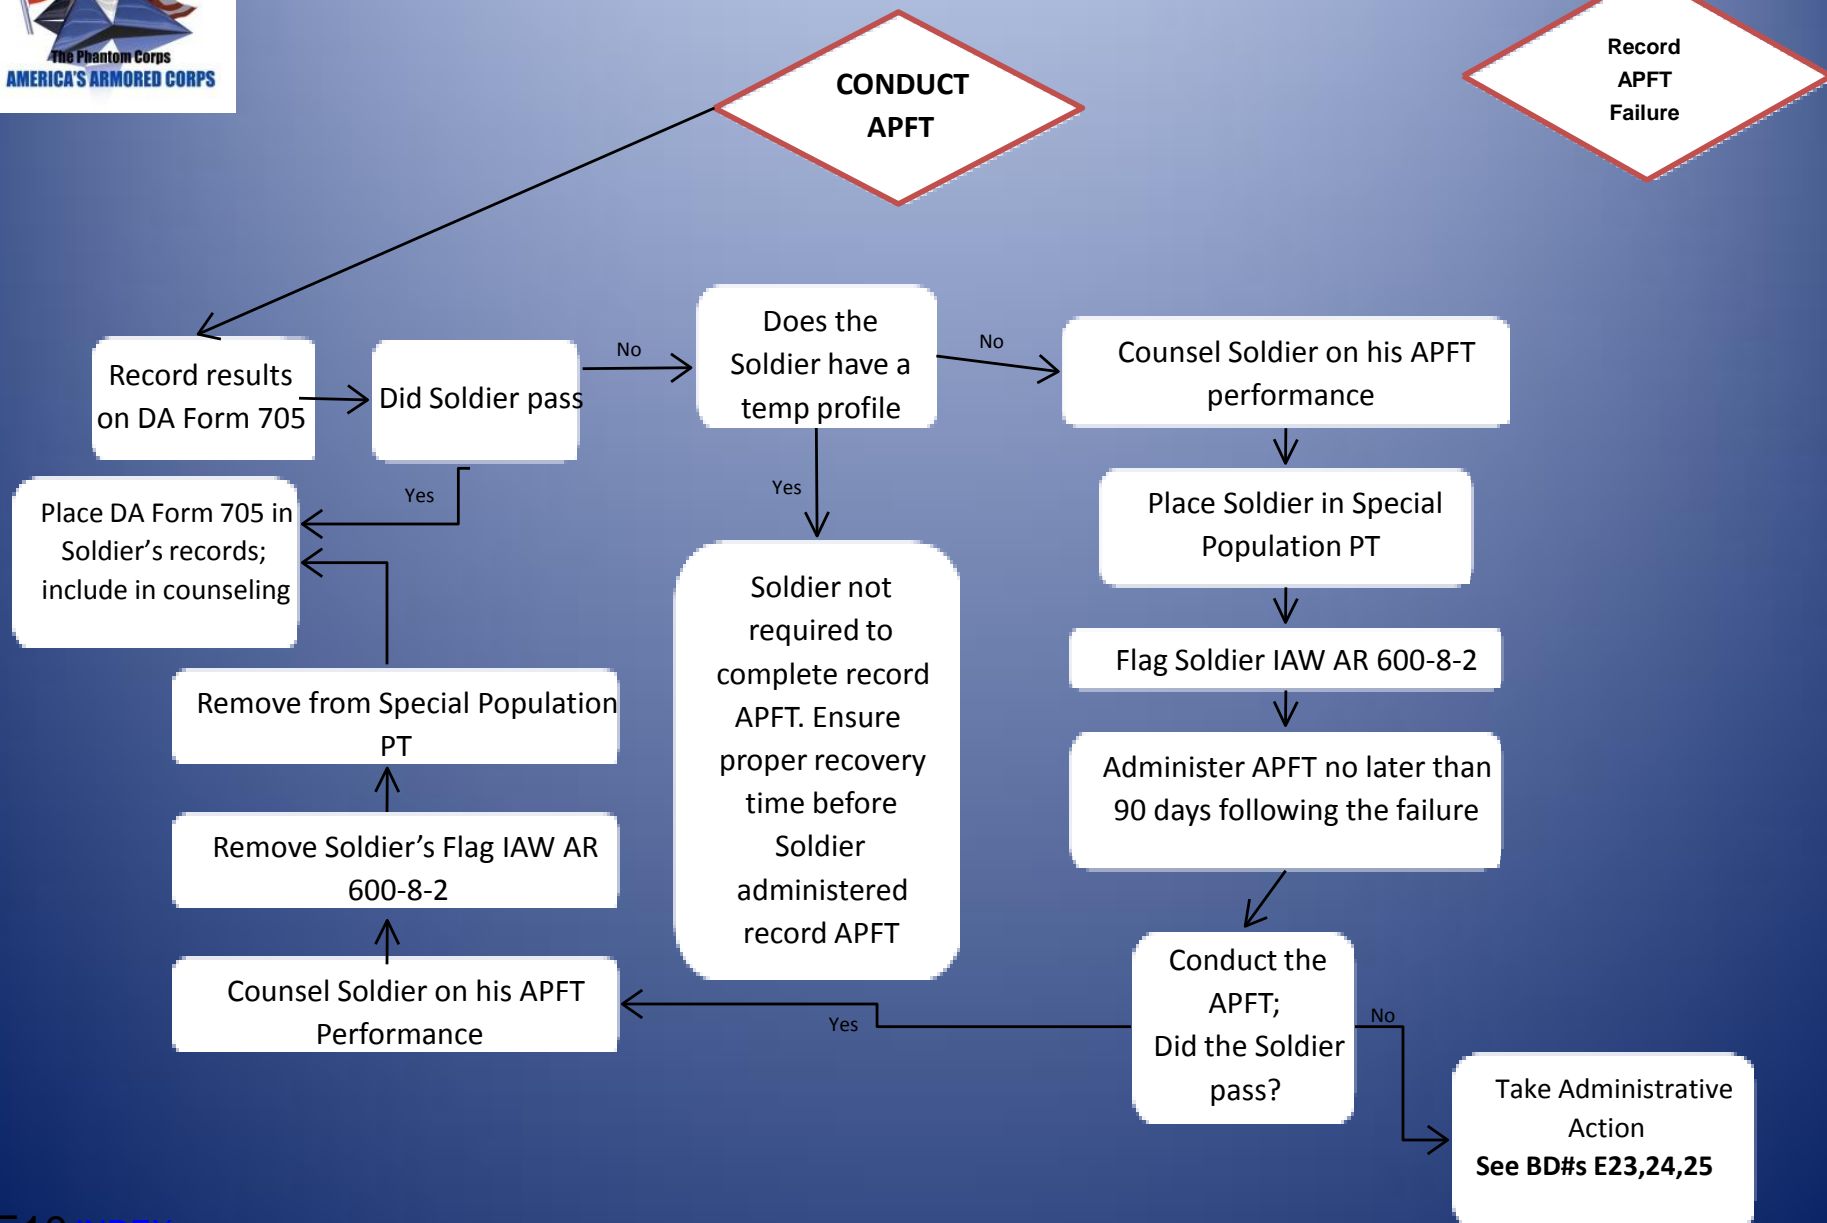 The Phantom Corps
AMERICA'S ARMORED CORPS
CONDUCT
APFT
Record
APFT
Failure
Record results
on DA Form 705
Did Soldier pass
No
Does the
Soldier have a
temp profile
No
Counsel Soldier on his APFT
performance
Yes
Place DA Form 705 in
Soldier's records;
include in counseling
Yes
Soldier not
required to
complete record
APFT. Ensure
proper recovery
time before
Soldier
administered
record APFT
Place Soldier in Special
Population PT
Flag Soldier IAW AR 600-8-2
Administer APFT no later than
90 days following the failure
Remove from Special Population
PT
Remove Soldier's Flag IAW AR
600-8-2
Counsel Soldier on his APFT
Performance
Yes
Conduct the
APFT;
Did the Soldier
pass?
No
Take Administrative
Action
See BD#s E23,24,25
INDEX